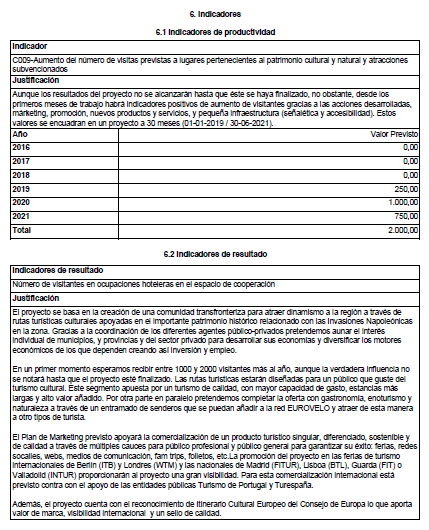 6. Indicadores
6.1 Indicadores de productividad
Indicador
C009-Aumento del número de visitas previstas a lugares pertenecientes al patrimonio cultural y natural y atracciones
subvencionados
Justificación
Aunque los resultados del proyecto no se alcanzarán hasta que éste se haya finalizado, no obstante, desde los
primeros meses de trabajo habrá indicadores positivos de aumento de visitantes gracias a las acciones desarrolladas,
márketing, promoción, nuevos productos y servicios, y pequeña infraestructura (señalética y accesibilidad). Estos
valores se encuadran en un proyecto a 30 meses (01-01-2019 / 30-06-2021).
Año Valor Previsto
2016 0,00
2017 0,00
2018 0,00
2019 250,00
2020 1.000,00
2021 750,00
Total 2.000,00
6.2 Indicadores de resultado
Indicadores de resultado
Número de visitantes en ocupaciones hoteleras en el espacio de cooperación
Justificación
El proyecto se basa en la creación de una comunidad transfronteriza para atraer dinamismo a la región a través de
rutas turísticas culturales apoyadas en el importante patrimonio histórico relacionado con las Invasiones Napoleónicas
en la zona. Gracias a la coordinación de los diferentes agentes público-privados pretendemos aunar el interés
individual de municipios, y provincias y del sector privado para desarrollar sus economías y diversificar los motores
económicos de los que dependen creando así inversión y empleo.
En un primer momento esperamos recibir entre 1000 y 2000 visitantes más al año, aunque la verdadera influencia no
se notará hasta que el proyecto esté finalizado. Las rutas turísticas estarán diseñadas para un público que guste del
turismo cultural. Este segmento apuesta por un turismo de calidad, con mayor capacidad de gasto, estancias más
largas y alto valor añadido. Por otra parte en paralelo pretendemos completar la oferta con gastronomía, enoturismo y
naturaleza a través de un entramado de senderos que se puedan añadir a la red EUROVELO y atraer de esta manera
a otro tipos de turista.
El Plan de Marketing previsto apoyará la comercialización de un producto turístico singular, diferenciado, sostenible y
de calidad a través de múltiples cauces para público profesional y público general para garantizar su éxito: ferias, redes
socailes, webs, medios de comunicación, fam trips, folletos, etc.La promoción del proyecto en las ferias de turismo
internacionales de Berlín (ITB) y Londres (WTM) y las nacionales de Madrid (FITUR), Lisboa (BTL), Guarda (FIT) o
Valladolid (INTUR) proporcionarán al proyecto una gran visibilidad. Para esta comercialización internacional está
previsto contra con el apoyo de las entidades públicas Turismo de Portugal y Turespaña.
Además, el proyecto cuenta con el reconocimiento de Itinerario Cultural Europeo del Consejo de Europa lo que aporta
valor de marca, visibilidad internacional y un sello de calidad.